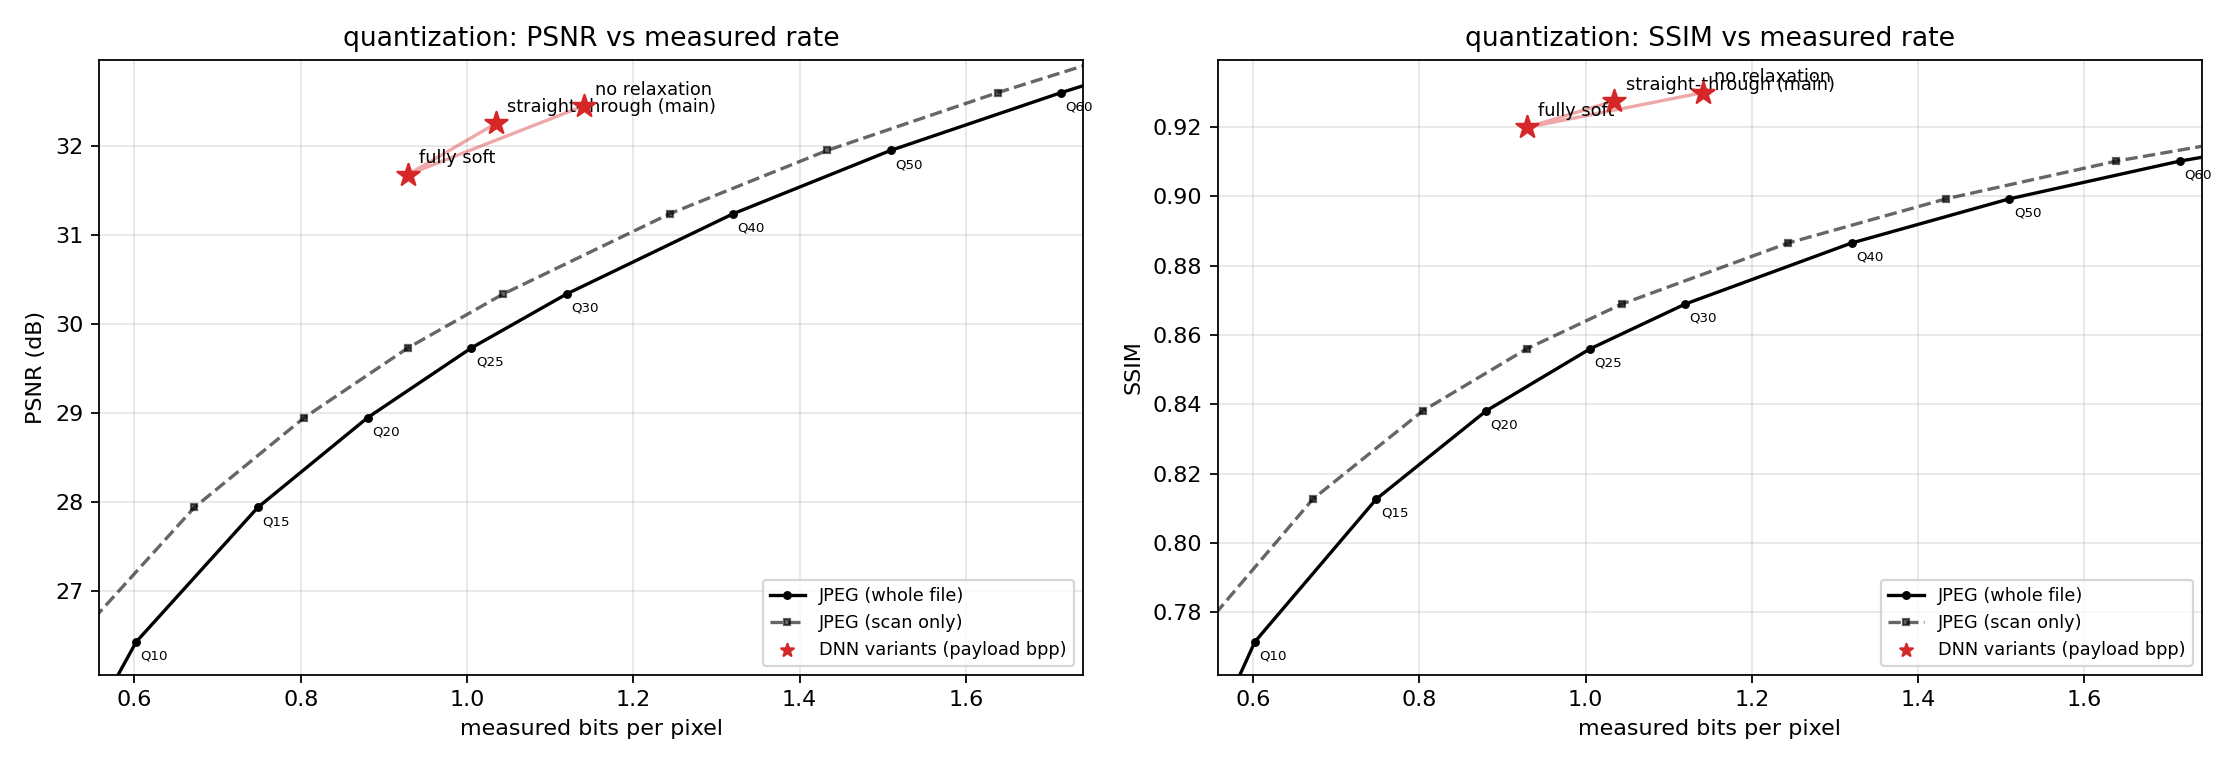 quantization: PSNR vs measured rate
no relaxation
straight-through (main)
fully soft
Q60
Q50
Q40
Q30
Q25
Q20
Q15
Q10
32
31
30
29
28
27
PSNR (dB)
JPEG (whole file)
JPEG (scan only)
DNN variants (payload bpp)
0.6 0.8 1.0 1.2 1.4 1.6
measured bits per pixel
quantization: SSIM vs measured rate
no relaxation
straight-through (main)
fully soft
Q60
Q50
Q40
Q30
Q25
Q20
Q15
Q10
0.92
0.90
0.88
0.86
0.84
0.82
0.80
0.78
SSIM
JPEG (whole file)
JPEG (scan only)
DNN variants (payload bpp)
0.6 0.8 1.0 1.2 1.4 1.6
measured bits per pixel